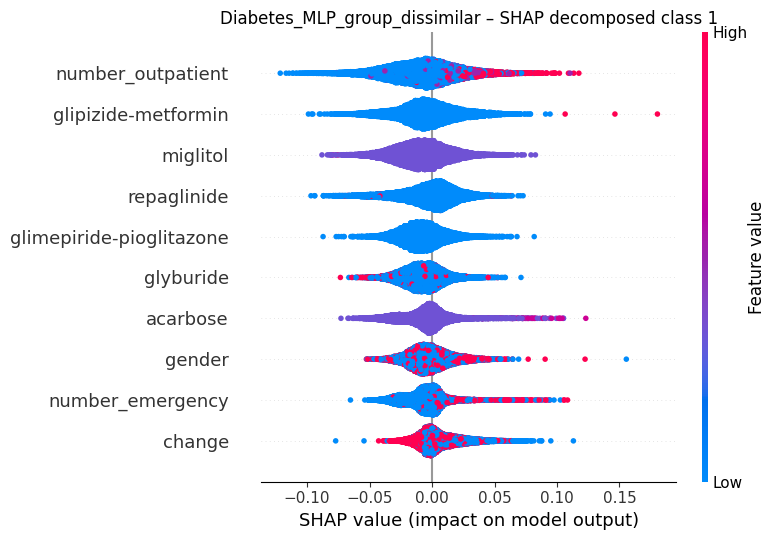 Diabetes_MLP_group_dissimilar – SHAP decomposed class 1
High
number_outpatient
glipizide-metformin
miglitol
repaglinide
glimepiride-pioglitazone
glyburide
acarbose
gender
number_emergency
change
Feature value
Low
−0.10 −0.05 0.00 0.05 0.10 0.15
SHAP value (impact on model output)